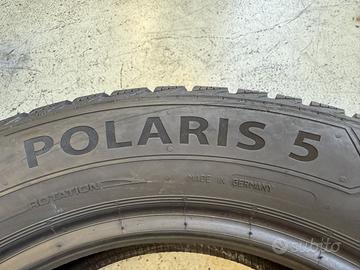 POLARIS 5
ROTATION
MADE IN GERMANY
subito